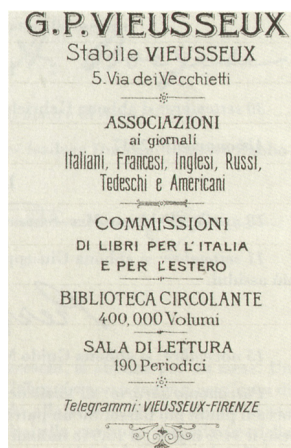 G. P. VIEUSSEUX
Stabile VIEUSSEUX
5. Via dei Vecchietti
ASSOCIAZIONI
ai giornali
Italiani, Francesi, Inglesi, Russi,
Tedeschi e Americani
COMMISSIONI
DI LIBRI PER L'ITALIA
E PER L'ESTERO
BIBLIOTECA CIRCOLANTE
400,000 Volumi
SALA DI LETTURA
190 Periodici
Telegrammi: VIEUSSEUX-FIRENZE